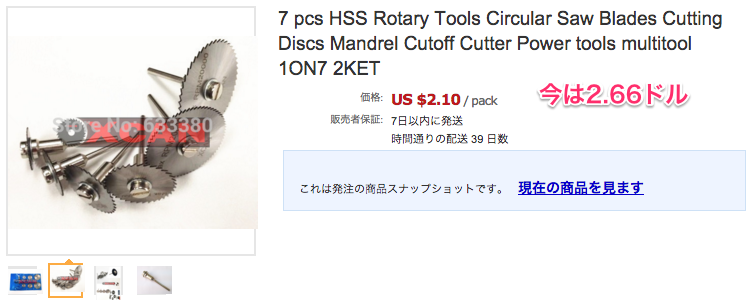 7 pcs HSS Rotary Tools Circular Saw Blades Cutting
Discs Mandrel Cutoff Cutter Power tools multitool
1ON7 2KET
価格: US $2.10 / pack
今は2.66ドル
販売者保証: 7日以内に発送
時間通りの配送 39 日数
これは発注の商品スナップショットです。 現在の商品を見ます
Store No: 633380